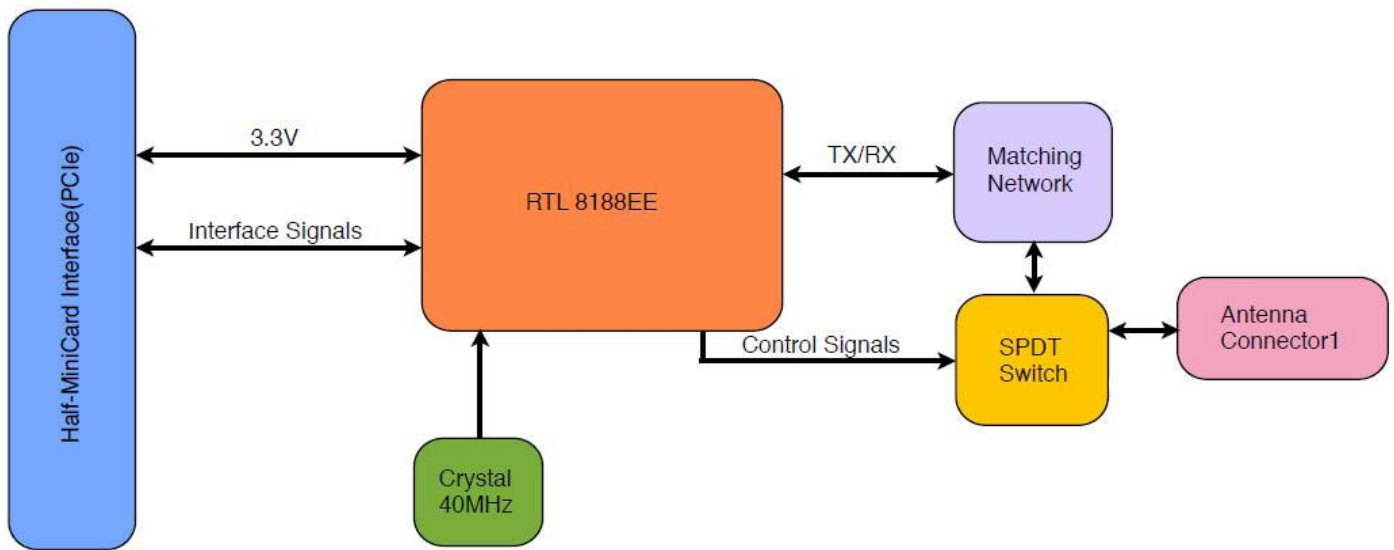 Half-MiniCard Interface(PCIe)
3.3V
Interface Signals
RTL 8188EE
TX/RX
Matching
Network
Control Signals
SPDT
Switch
Antenna
Connector1
Crystal
40MHz